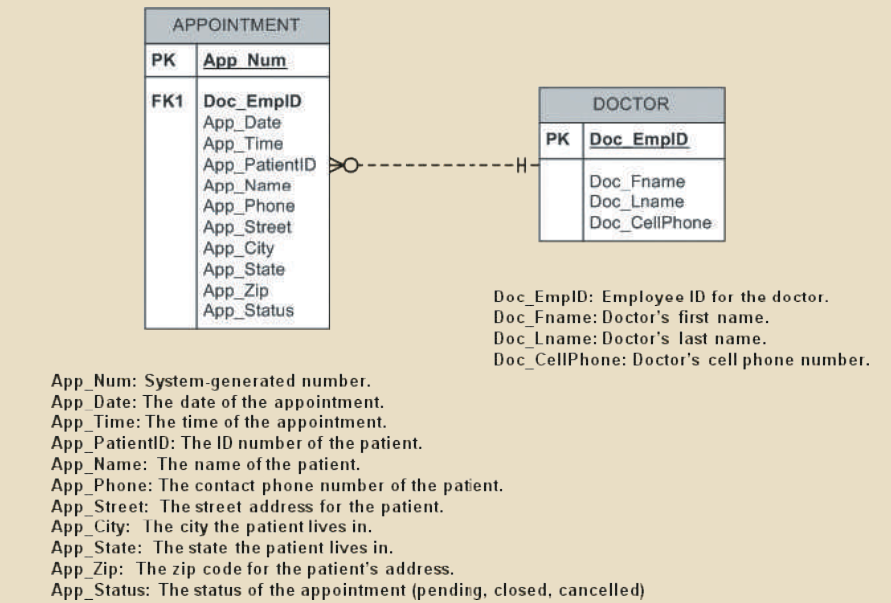 APPOINTMENT
PK App_Num
FK1 Doc_EmpID
App_Date
App_Time
App_PatientID
App_Name
App_Phone
App_Street
App_City
App_State
App_Zip
App_Status
DOCTOR
PK Doc_EmpID
Doc_Fname
Doc_Lname
Doc_CellPhone
Doc_EmpID: Employee ID for the doctor.
Doc_Fname: Doctor's first name.
Doc_Lname: Doctor's last name.
Doc_CellPhone: Doctor's cell phone number.
App_Num: System-generated number.
App_Date: The date of the appointment.
App_Time: The time of the appointment.
App_PatientID: The ID number of the patient.
App_Name: The name of the patient.
App_Phone: The contact phone number of the patient.
App_Street: The street address for the patient.
App_City: The city the patient lives in.
App_State: The state the patient lives in.
App_Zip: The zip code for the patient's address.
App_Status: The status of the appointment (pending, closed, cancelled)